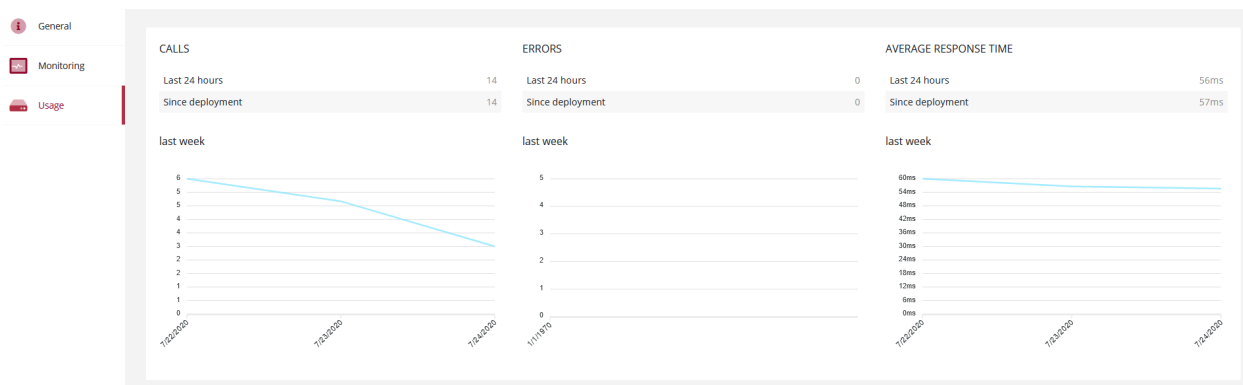 General
Monitoring
Usage
CALLS
Last 24 hours 14
Since deployment 14
last week
6
5
5
4
4
3
2
2
1
1
0
7/22/2020 7/23/2020 7/24/2020
ERRORS
Last 24 hours 0
Since deployment 0
last week
5
4
3
2
1
0
1/1/1970
AVERAGE RESPONSE TIME
Last 24 hours 56ms
Since deployment 57ms
last week
60ms
54ms
48ms
42ms
36ms
30ms
24ms
18ms
12ms
6ms
0ms
7/22/2020 7/23/2020 7/24/2020